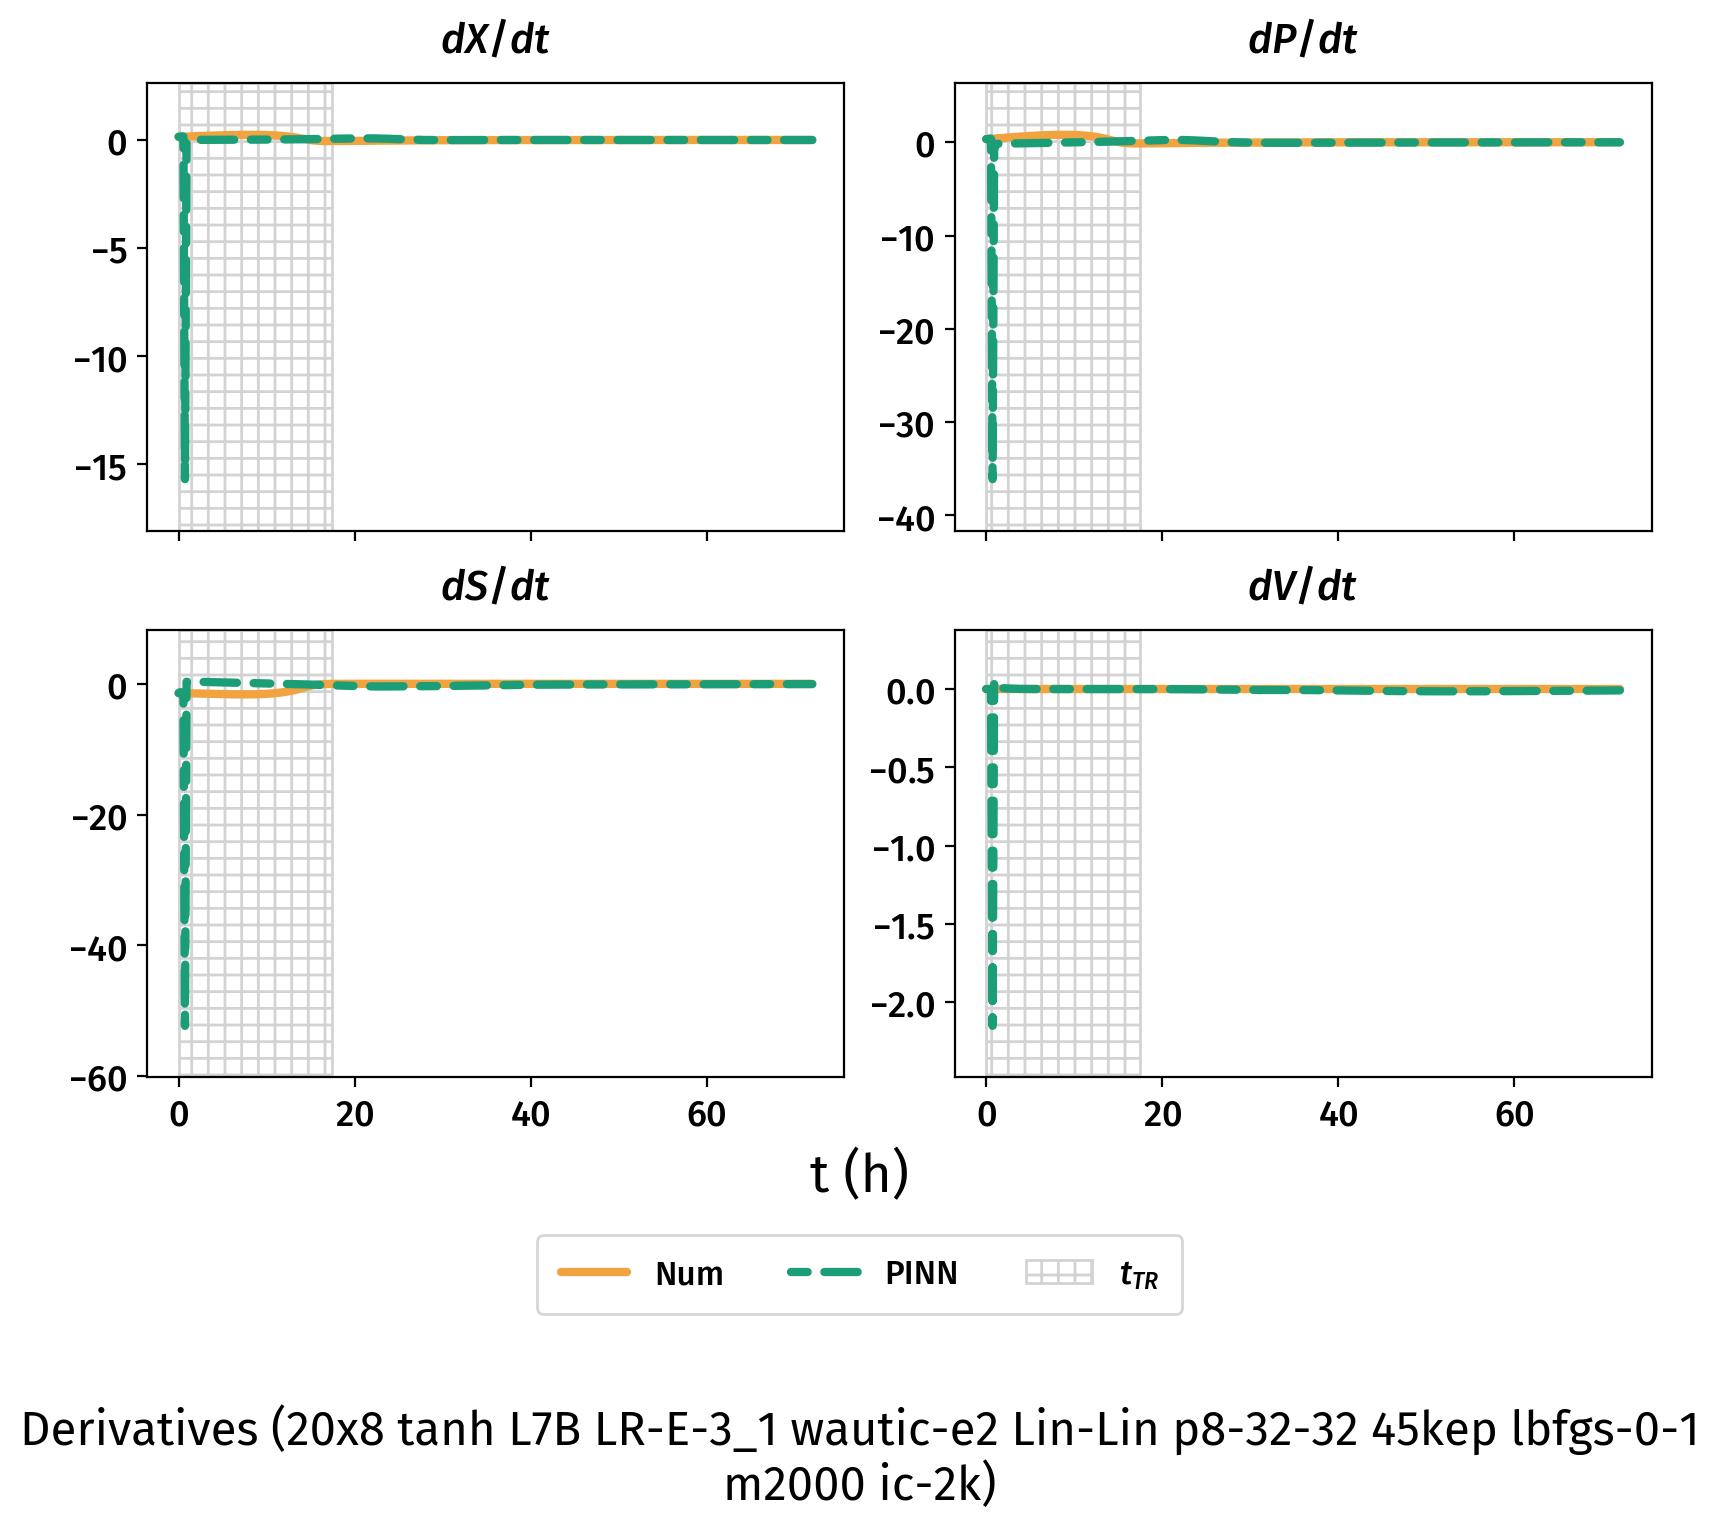 dX/dt
dP/dt
0
−5
−10
−15
0
−10
−20
−30
−40
dS/dt
dV/dt
0
−20
−40
−60
0.0
−0.5
−1.0
−1.5
−2.0
0 20 40 60
0 20 40 60
t (h)
Num PINN t_TR
Derivatives (20x8 tanh L7B LR-E-3_1 wautic-e2 Lin-Lin p8-32-32 45kep lbfgs-0-1
m2000 ic-2k)